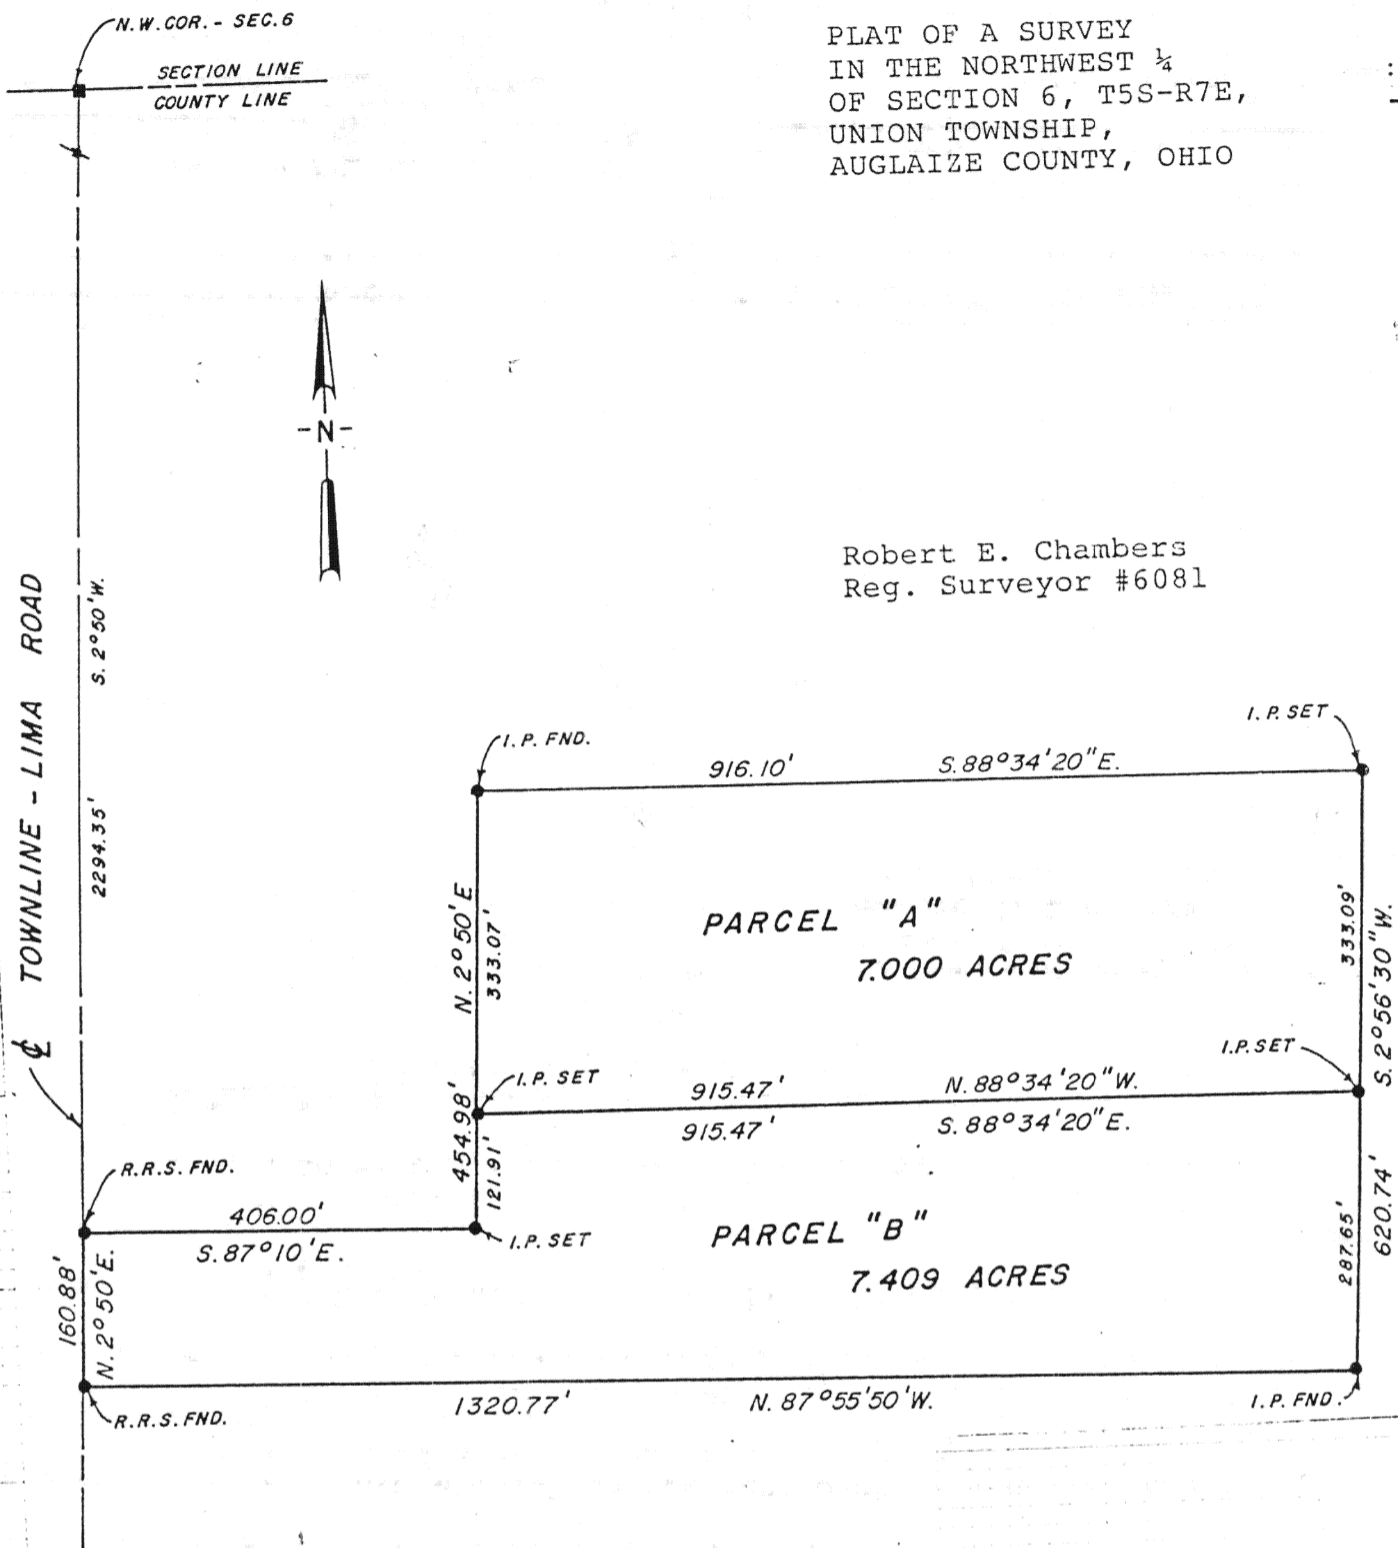 N.W. COR. - SEC. 6
SECTION LINE
COUNTY LINE
PLAT OF A SURVEY
IN THE NORTHWEST ¼
OF SECTION 6, T5S-R7E,
UNION TOWNSHIP,
AUGLAIZE COUNTY, OHIO
-N-
Robert E. Chambers
Reg. Surveyor #6081
℄ TOWNLINE - LIMA ROAD
2294.35' S. 2°50'W.
I.P. FND.
I.P. SET
916.10' S. 88°34'20"E.
454.98' N. 2°50'E
333.07'
PARCEL "A"
7.000 ACRES
333.09'
620.74' S. 2°56'30"W.
I.P. SET
I.P. SET
915.47' N. 88°34'20"W.
915.47' S. 88°34'20"E.
121.91'
R.R.S. FND.
406.00'
S. 87°10'E.
I.P. SET
PARCEL "B"
7.409 ACRES
287.65'
160.88'
N. 2°50'E.
R.R.S. FND.
1320.77' N. 87°55'50'W.
I.P. FND.